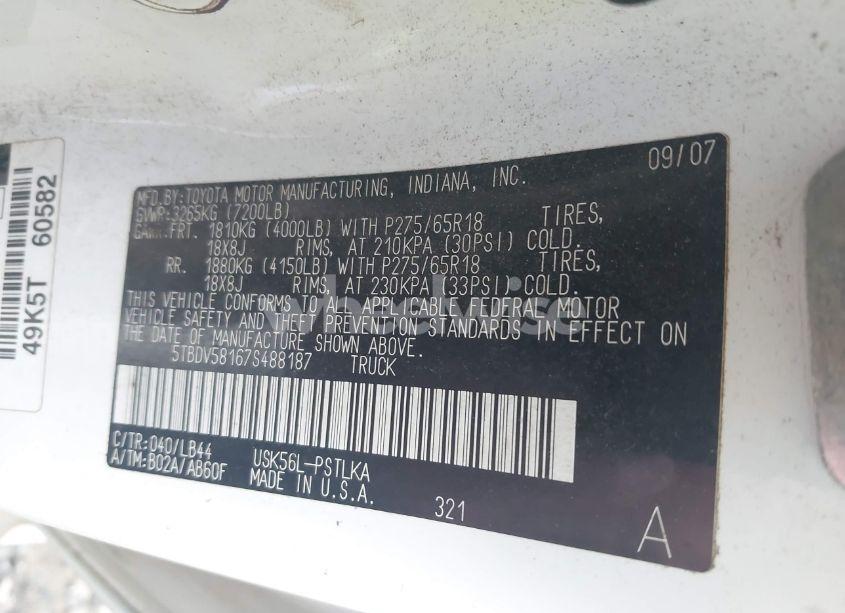 49K5T 60582
09/07
MFD.BY:TOYOTA MOTOR MANUFACTURING, INDIANA, INC.
GVWR:3265KG (7200LB)
GAWR:FRT. 1810KG (4000LB) WITH P275/65R18 TIRES,
18X8J RIMS, AT 210KPA (30PSI) COLD.
RR. 1880KG (4150LB) WITH P275/65R18 TIRES,
18X8J RIMS, AT 230KPA (33PSI) COLD.
THIS VEHICLE CONFORMS TO ALL APPLICABLE FEDERAL MOTOR
VEHICLE SAFETY AND THEFT PREVENTION STANDARDS IN EFFECT ON
THE DATE OF MANUFACTURE SHOWN ABOVE.
5TBDV58167S488187 TRUCK
C/TR:040/LB44 USK56L-PSTLKA
A/TM:B02A/AB60F MADE IN U.S.A.
321
A
wheelwise